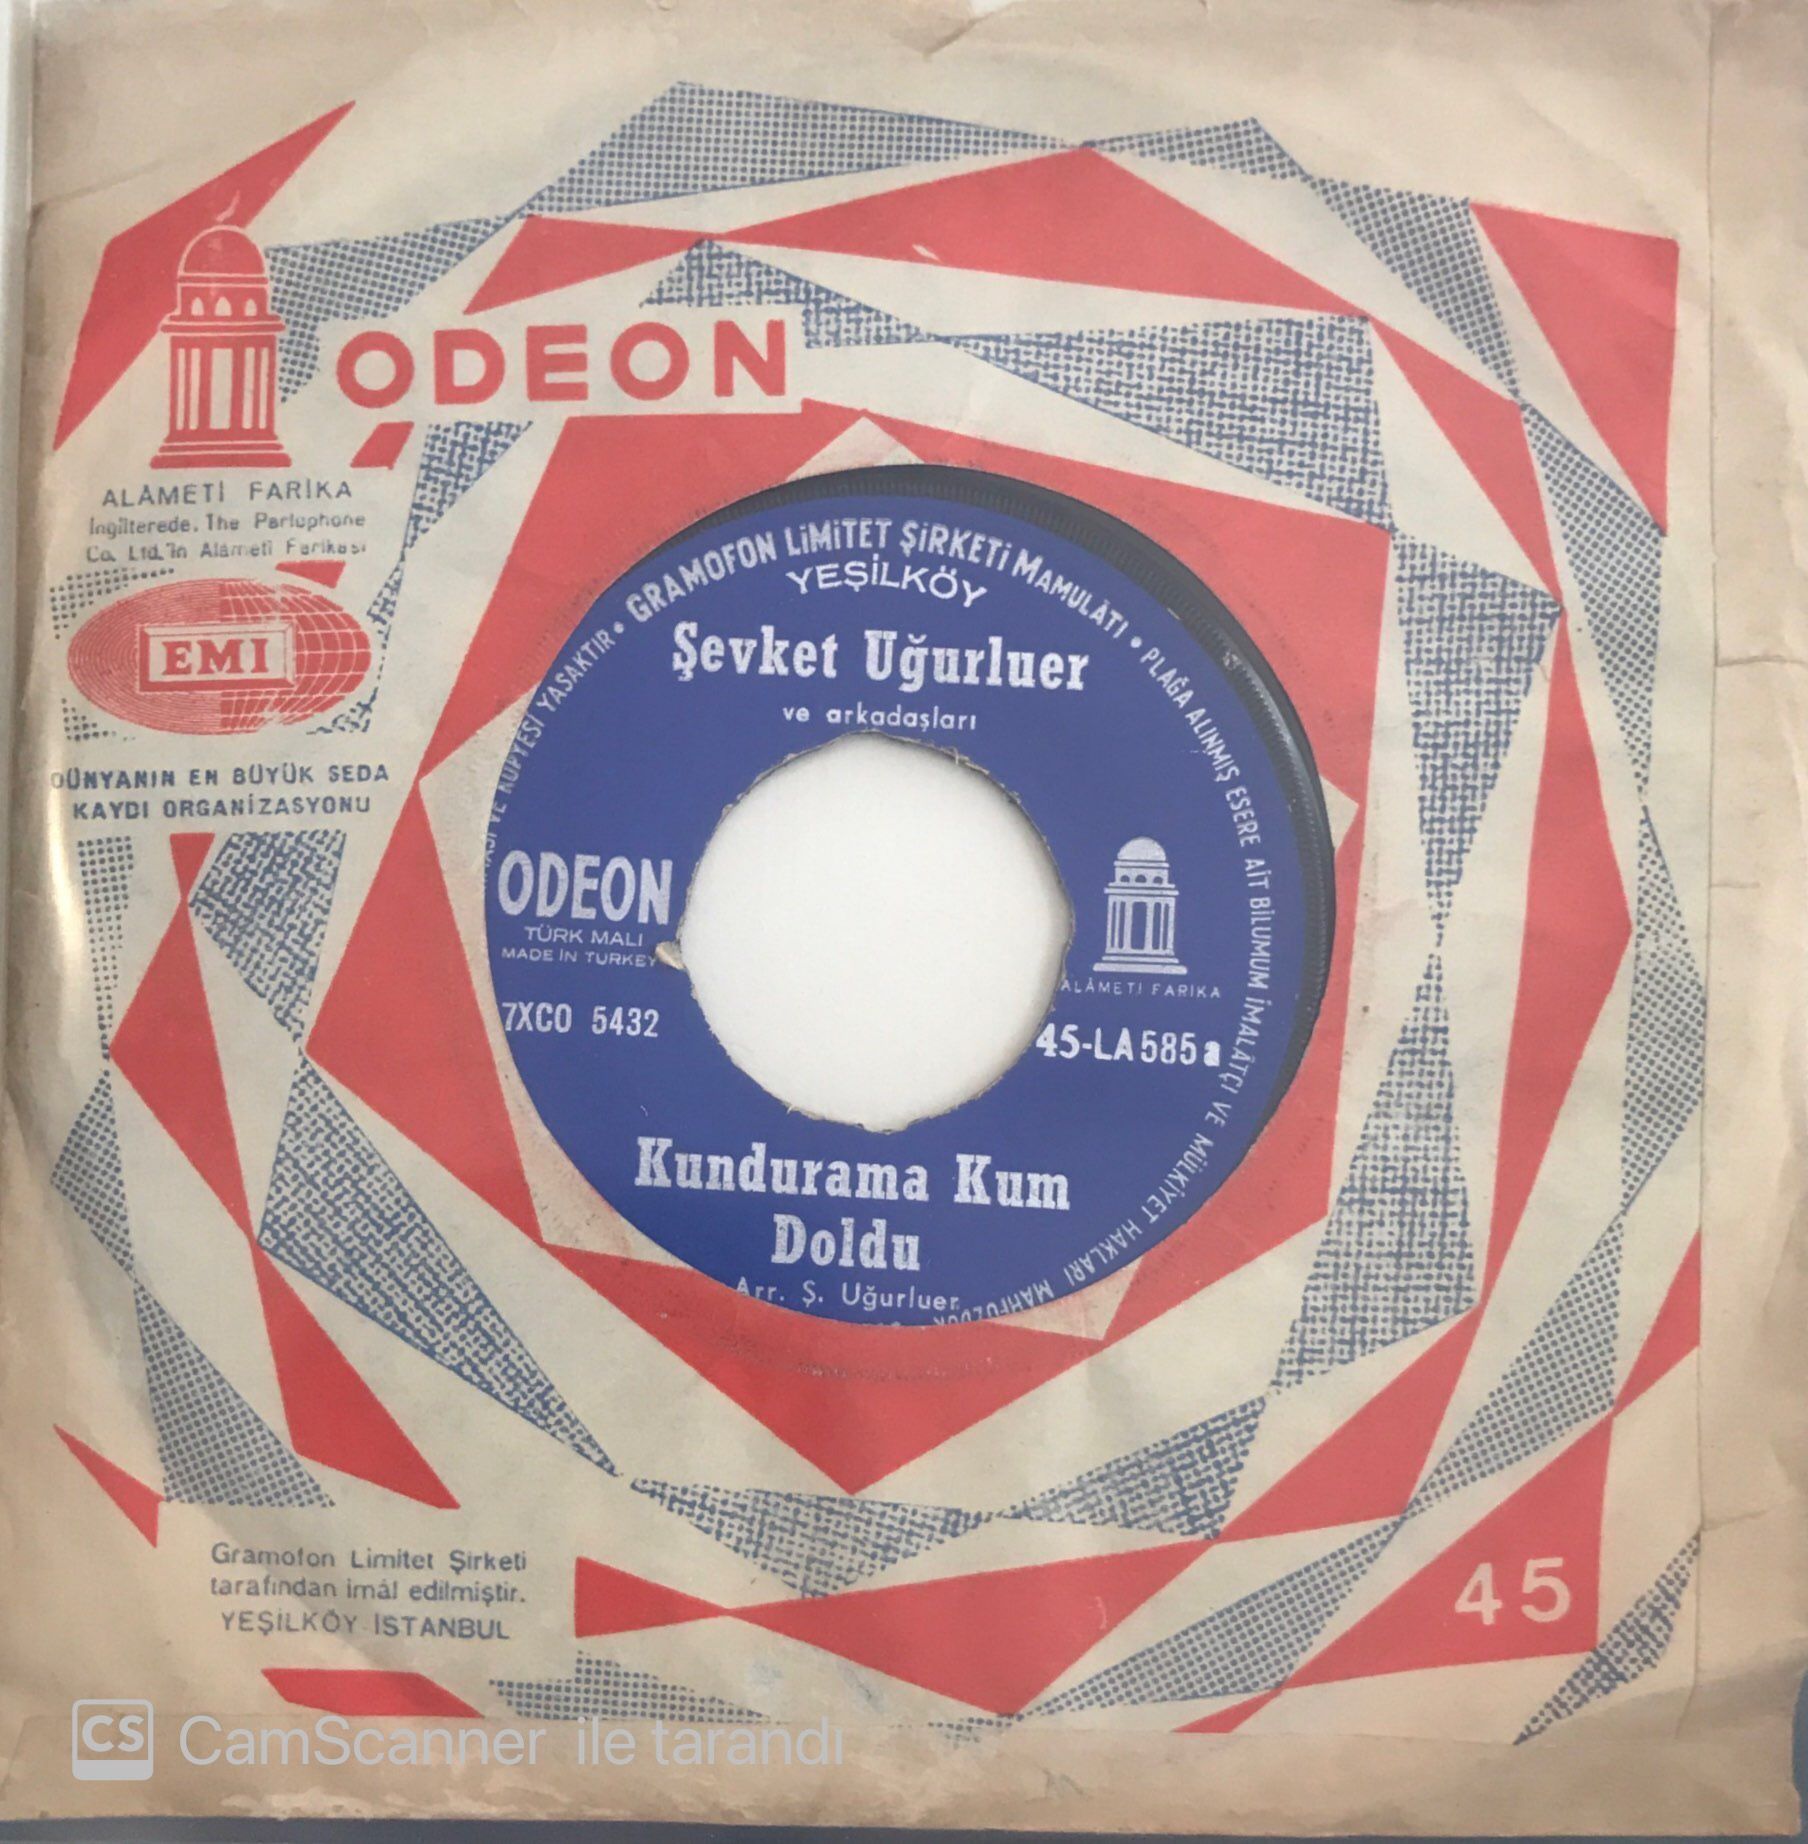 ODEON
ALÂMETİ FARİKA
İngilterede, The Parlophone
Co. Ltd.'in Alâmeti Farikası
EMI
DÜNYANIN EN BÜYÜK SEDA
KAYDI ORGANİZASYONU
GRAMOFON LİMİTET ŞİRKETİ MAMULÂTI • PLAĞA ALINMIŞ ESERE AİT BİLUMUM İMALÂTÇI VE MÜLKİYET HAKLARI MAHFUZDUR
VE KOPYESİ YASAKTIR •
YEŞİLKÖY
Şevket Uğurluer
ve arkadaşları
ODEON
TÜRK MALI
MADE İN TURKEY
7XCO 5432
ALÂMETİ FARIKA
45-LA 585 a
Kundurama Kum
Doldu
Arr. Ş. Uğurluer
Gramofon Limitet Şirketi
tarafından imâl edilmiştir.
YEŞİLKÖY İSTANBUL
45
CS CamScanner ile tarandı